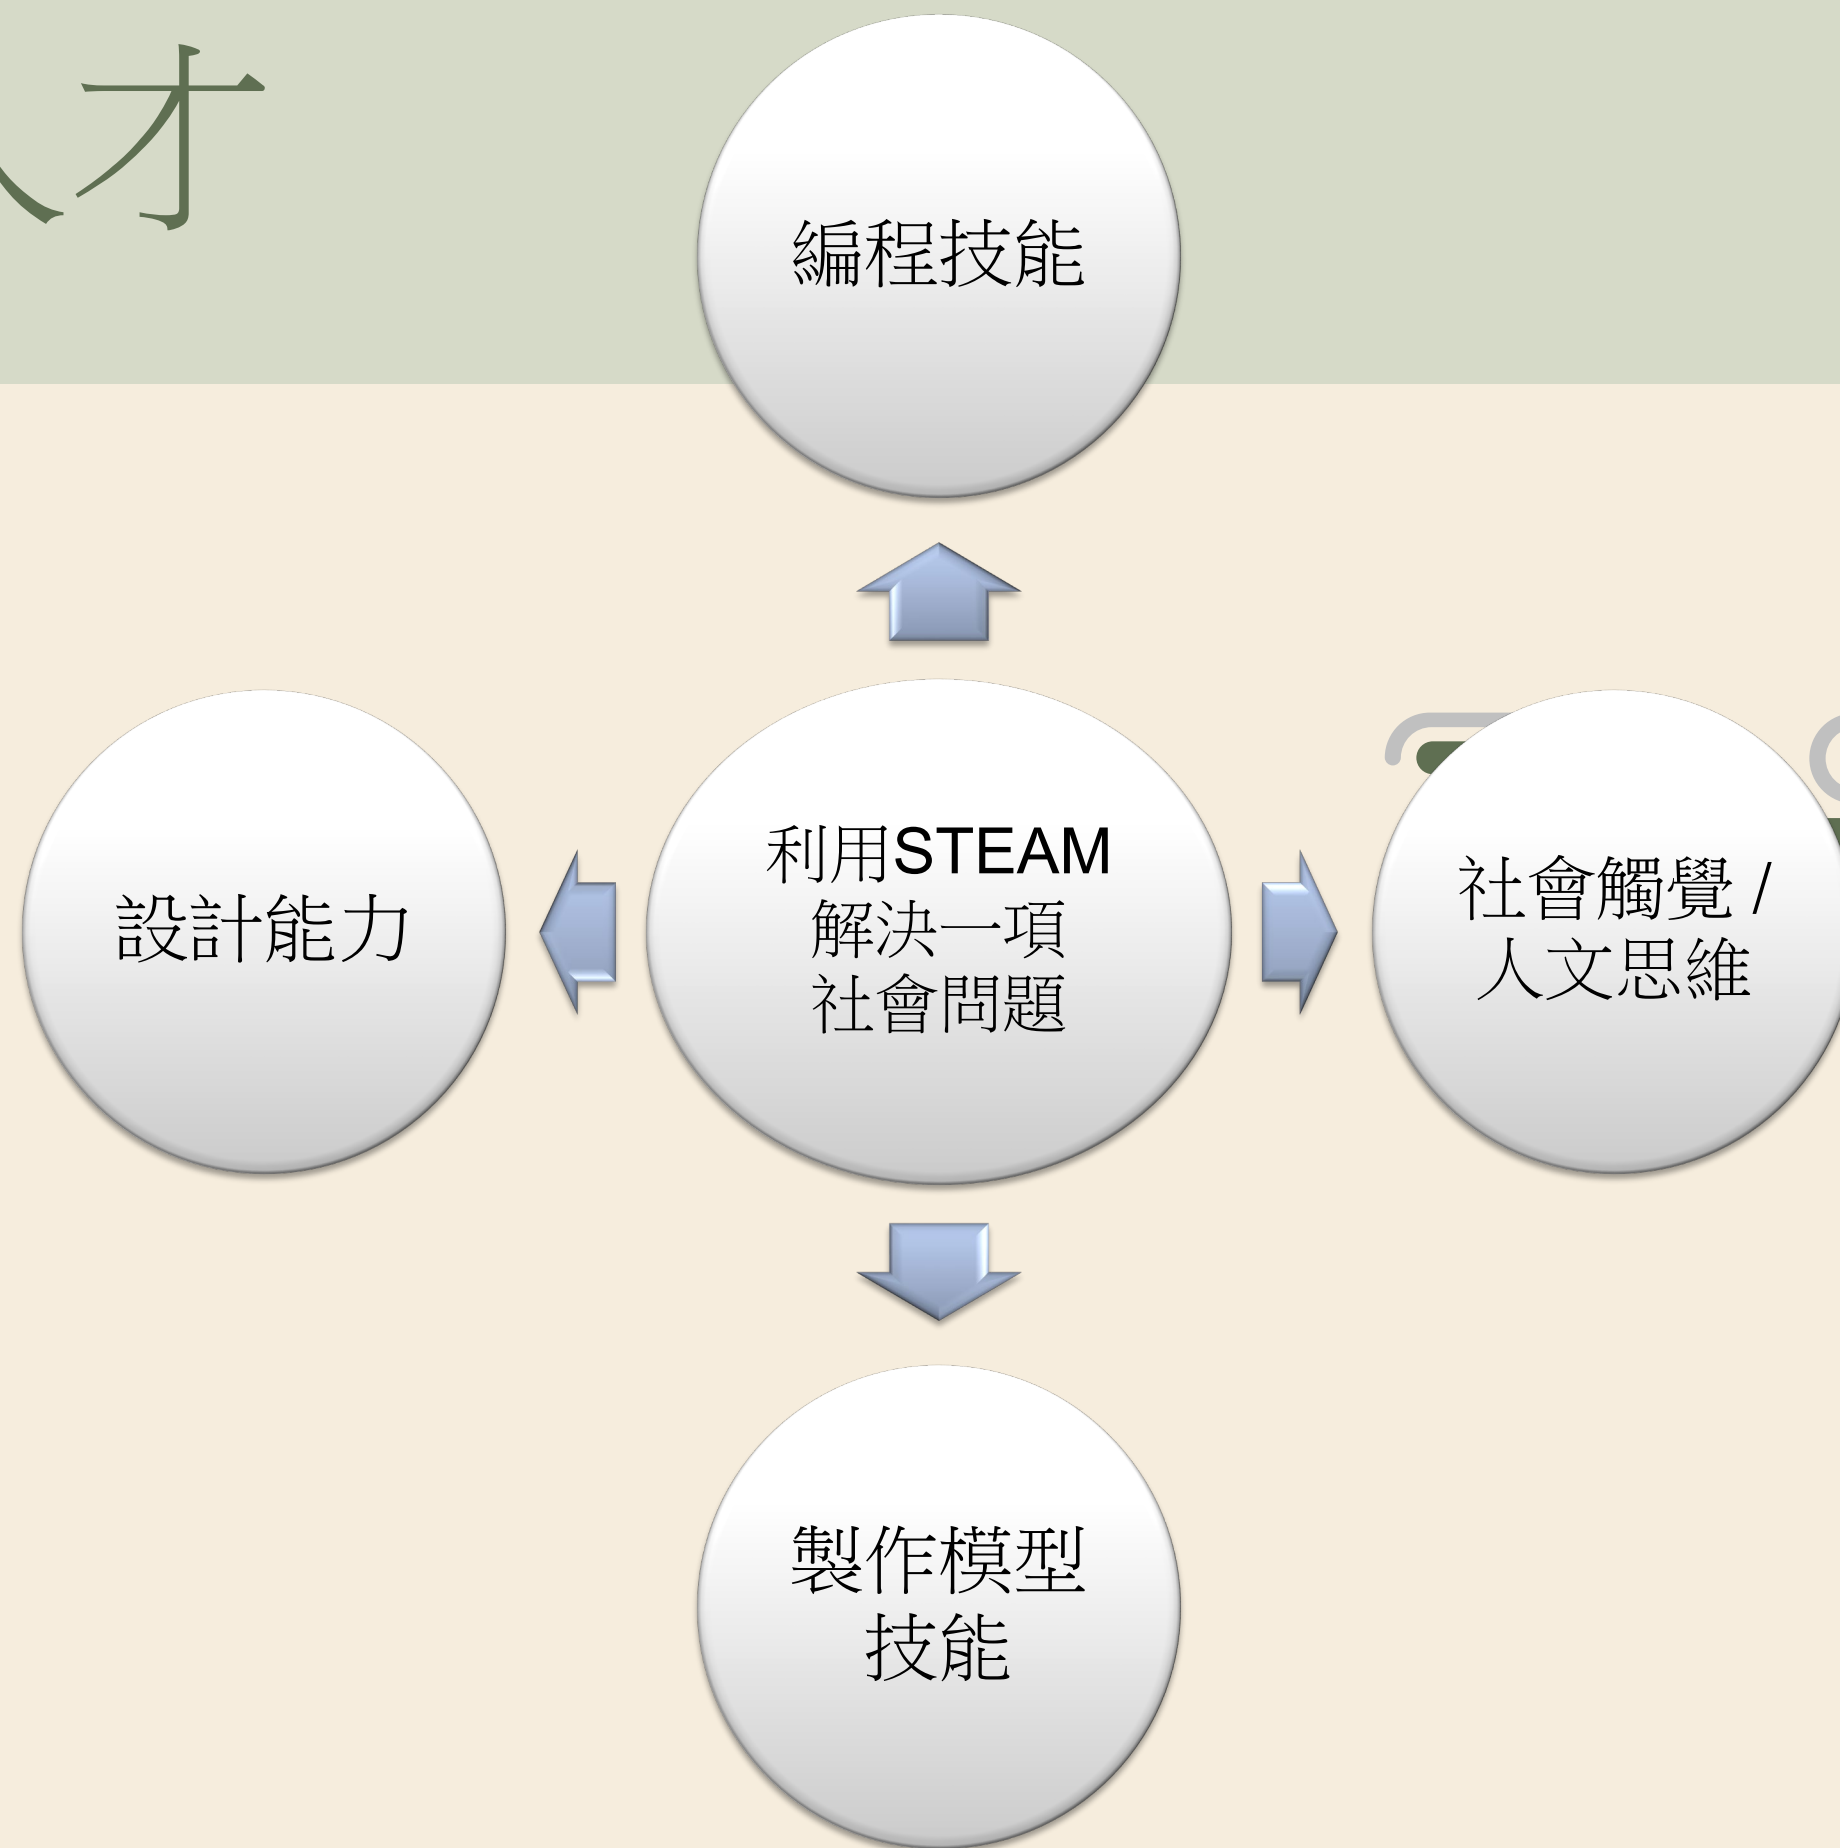 人才
編程技能
設計能力
利用STEAM
解決一項
社會問題
社會觸覺 /
人文思維
製作模型
技能